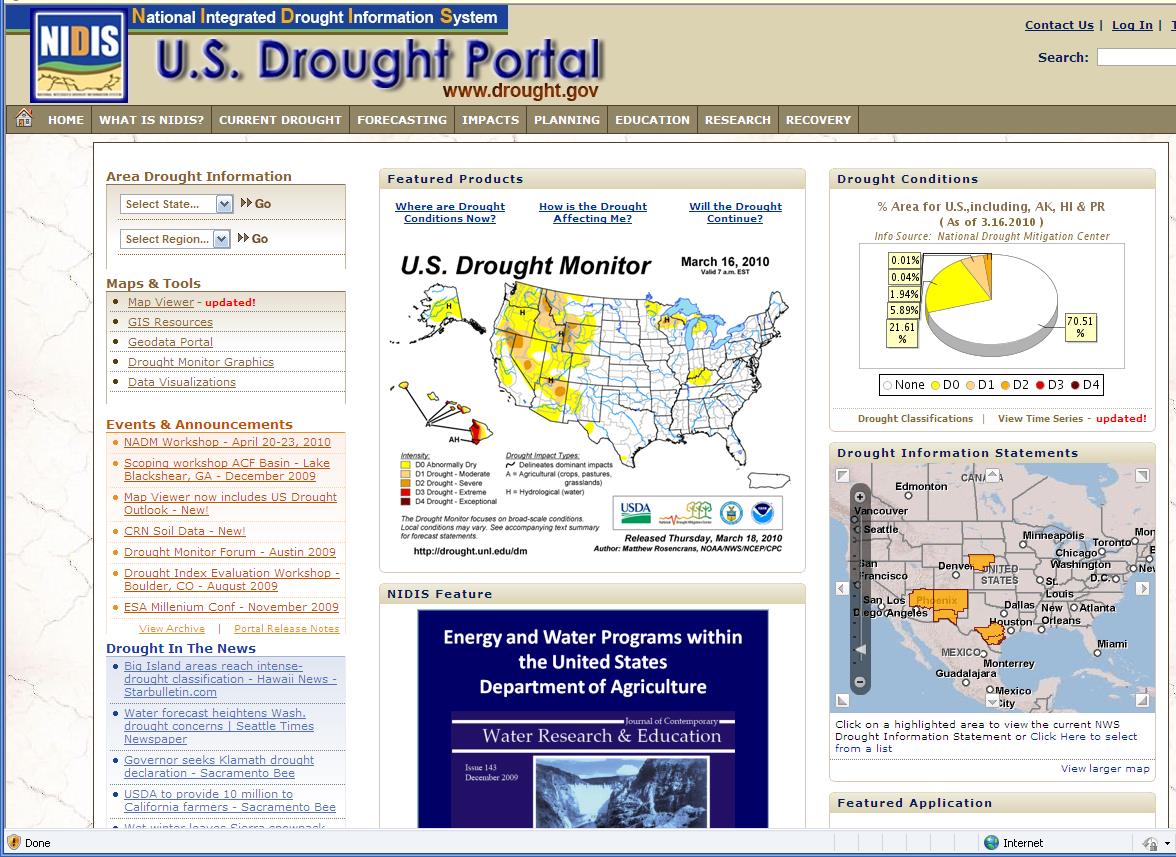 National Integrated Drought Information System
NIDIS
U.S. Drought Portal
www.drought.gov
Contact Us | Log In |
Search:
HOME
WHAT IS NIDIS?
CURRENT DROUGHT
FORECASTING
IMPACTS
PLANNING
EDUCATION
RESEARCH
RECOVERY
Area Drought Information
Select State...
Go
Select Region...
Go
Maps & Tools
Map Viewer - updated!
GIS Resources
Geodata Portal
Drought Monitor Graphics
Data Visualizations
Events & Announcements
NADM Workshop - April 20-23, 2010
Scoping workshop ACF Basin - Lake
Blackshear, GA - December 2009
Map Viewer now includes US Drought
Outlook - New!
CRN Soil Data - New!
Drought Monitor Forum - Austin 2009
Drought Index Evaluation Workshop -
Boulder, CO - August 2009
ESA Millenium Conf - November 2009
View Archive | Portal Release Notes
Drought In The News
Big Island areas reach intense-
drought classification - Hawaii News -
Starbulletin.com
Water forecast heightens Wash.
drought concerns | Seattle Times
Newspaper
Governor seeks Klamath drought
declaration - Sacramento Bee
USDA to provide 10 million to
California farmers - Sacramento Bee
Wet winter leaves Sierra snowpack
Featured Products
Where are Drought
Conditions Now?
How is the Drought
Affecting Me?
Will the Drought
Continue?
U.S. Drought Monitor
March 16, 2010
Valid 7 a.m. EST
H
H
H
H
H
AH
Intensity:
D0 Abnormally Dry
D1 Drought - Moderate
D2 Drought - Severe
D3 Drought - Extreme
D4 Drought - Exceptional
Drought Impact Types:
Delineates dominant impacts
A = Agricultural (crops, pastures,
grasslands)
H = Hydrological (water)
The Drought Monitor focuses on broad-scale conditions.
Local conditions may vary. See accompanying text summary
for forecast statements.
http://drought.unl.edu/dm
USDA
Released Thursday, March 18, 2010
Author: Matthew Rosencrans, NOAA/NWS/NCEP/CPC
NIDIS Feature
Energy and Water Programs within
the United States
Department of Agriculture
Journal of Contemporary
Water Research & Education
Issue 143
December 2009
Drought Conditions
% Area for U.S.,including, AK, HI & PR
( As of 3.16.2010 )
Info Source: National Drought Mitigation Center
0.01%
0.04%
1.94%
5.89%
21.61
%
70.51
%
None D0 D1 D2 D3 D4
Drought Classifications | View Time Series - updated!
Drought Information Statements
Edmonton
CANADA
Vancouver
Seattle
Minneapolis
Toronto
Mon
Chicago
Washington
D.C.
New
San
Francisco
Denver
UNITED
STATES
St.
Louis
San
Diego
Los
Angeles
Phoenix
Dallas
New
Orleans
Atlanta
Houston
Miami
MEXICO
Monterrey
Guadalajara
Mexico
City
Click on a highlighted area to view the current NWS
Drought Information Statement or Click Here to select
from a list
View larger map
Featured Application
Done
Internet